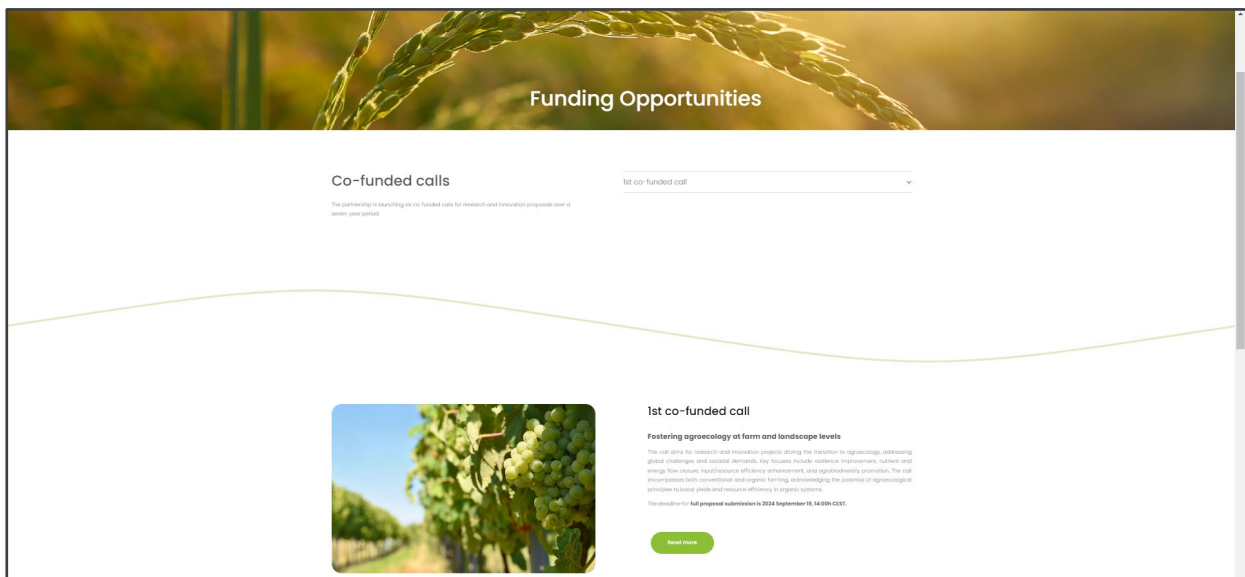 Funding Opportunities
Co-funded calls
1st co-funded call
The partnership is launching six co-funded calls for research and innovation proposals over a
seven-year period.
1st co-funded call
Fostering agroecology at farm and landscape levels
This call aims for research and innovation projects driving the transition to agroecology, addressing
global challenges and societal demands. Key focuses include resilience improvement, nutrient and
energy flow closure, input/resource efficiency enhancement, and agrobiodiversity promotion. The call
encompasses both conventional and organic farming, acknowledging the potential of agroecological
principles to boost yields and resource efficiency in organic systems.
The deadline for full proposal submission is 2024 September 19, 14:00h CEST.
Read more